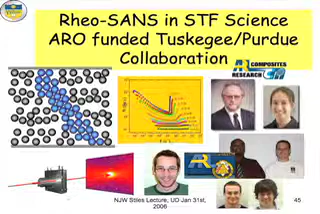 Rheo-SANS in STF Science
ARO funded Tuskegee/Purdue
Collaboration
COMPOSITES
RESEARCH
NJW Stiles Lecture, UD Jan 31st,
2006
45